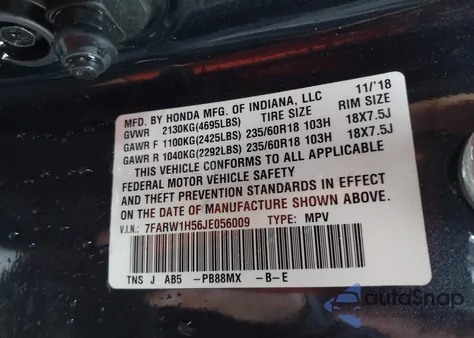 MFD. BY HONDA MFG. OF INDIANA, LLC 11/'18
GVWR 2130KG(4695LBS) TIRE SIZE RIM SIZE
GAWR F 1100KG(2425LBS) 235/60R18 103H 18X7.5J
GAWR R 1040KG(2292LBS) 235/60R18 103H 18X7.5J
THIS VEHICLE CONFORMS TO ALL APPLICABLE
FEDERAL MOTOR VEHICLE SAFETY
AND THEFT PREVENTION STANDARDS IN EFFECT
ON THE DATE OF MANUFACTURE SHOWN ABOVE.
V.I.N.: 7FARW1H56JE056009 TYPE: MPV
TNS J AB5 -PB88MX -B-E
autoSnap